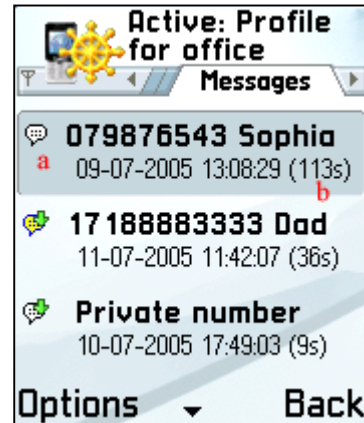 Active: Profile
for office
Messages
079876543 Sophia
a
09-07-2005 13:08:29 (113s)
b
17188883333 Dad
11-07-2005 11:42:07 (36s)
Private number
10-07-2005 17:49:03 (9s)
Options Back